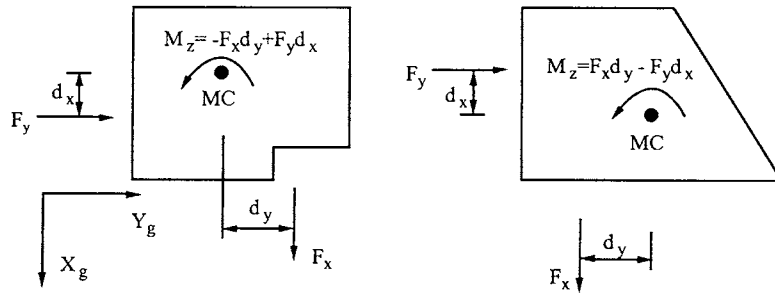 M_z= -F_x d_y+F_y d_x
d_x
MC
F_y
Y_g
d_y
X_g
F_x
F_y
M_z=F_x d_y - F_y d_x
d_x
MC
d_y
F_x